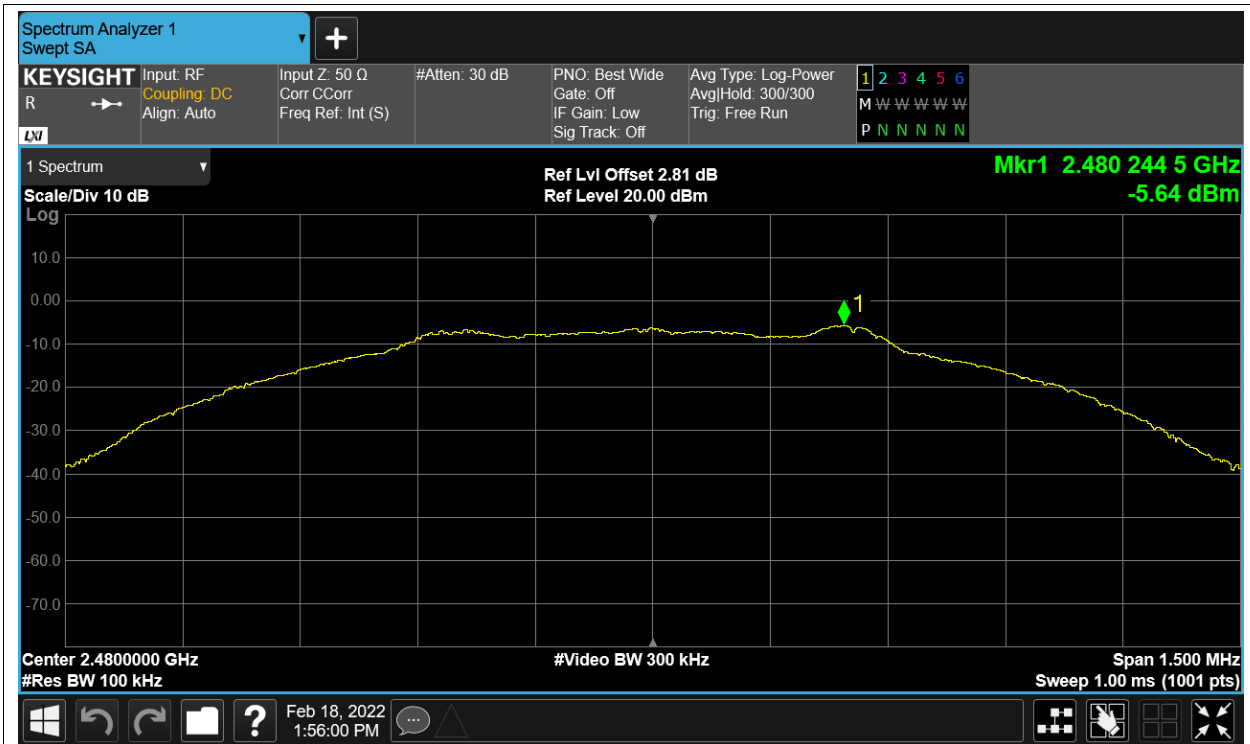 Spectrum Analyzer 1
Swept SA
KEYSIGHT
R
LXI
Input: RF
Coupling: DC
Align: Auto
Input Z: 50 Ω
Corr CCorr
Freq Ref: Int (S)
#Atten: 30 dB
PNO: Best Wide
Gate: Off
IF Gain: Low
Sig Track: Off
Avg Type: Log-Power
Avg|Hold: 300/300
Trig: Free Run
1 2 3 4 5 6
M W W W W W W
P N N N N N N
1 Spectrum
Scale/Div 10 dB
Log
Ref Lvl Offset 2.81 dB
Ref Level 20.00 dBm
Mkr1 2.480 244 5 GHz
-5.64 dBm
10.0
0.00
1
-10.0
-20.0
-30.0
-40.0
-50.0
-60.0
-70.0
Center 2.4800000 GHz
#Res BW 100 kHz
#Video BW 300 kHz
Span 1.500 MHz
Sweep 1.00 ms (1001 pts)
?
Feb 18, 2022
1:56:00 PM